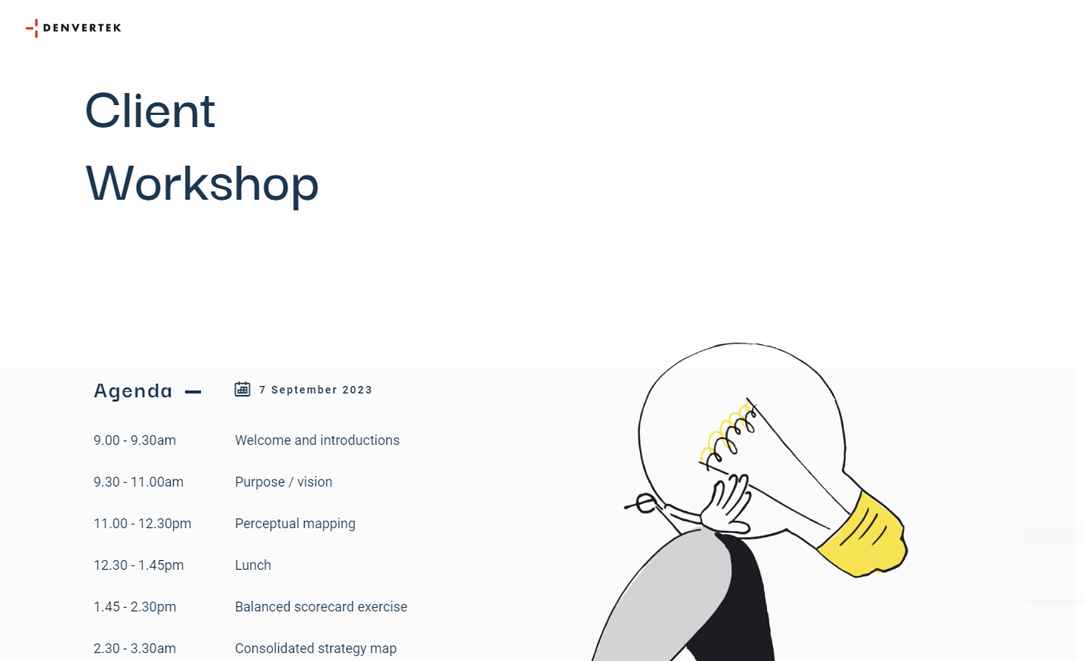 DENVERTEK
Client
Workshop
Agenda — 7 September 2023
9.00 - 9.30am Welcome and introductions
9.30 - 11.00am Purpose / vision
11.00 - 12.30pm Perceptual mapping
12.30 - 1.45pm Lunch
1.45 - 2.30pm Balanced scorecard exercise
2.30 - 3.30am Consolidated strategy map